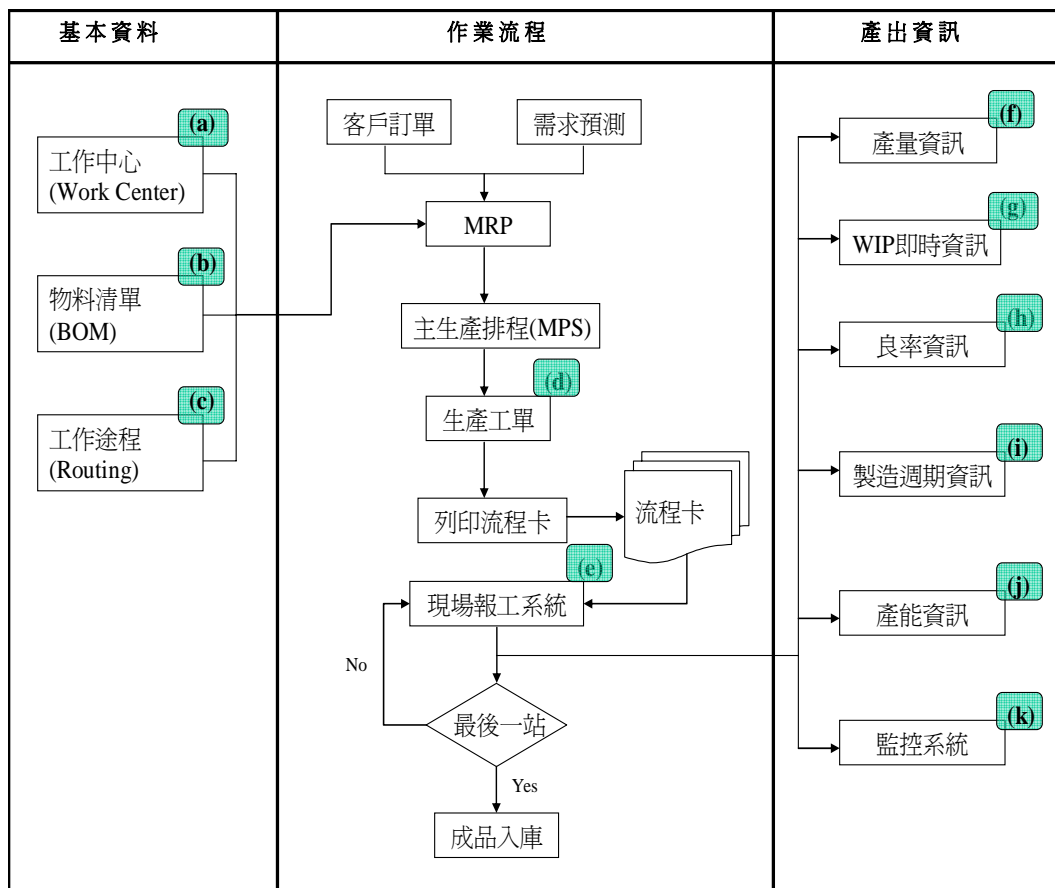 基本資料
作業流程
產出資訊
(a)
工作中心
(Work Center)
(b)
物料清單
(BOM)
(c)
工作途程
(Routing)
客戶訂單
需求預測
MRP
主生產排程(MPS)
(d)
生產工單
列印流程卡
流程卡
(e)
現場報工系統
No
最後一站
Yes
成品入庫
(f)
產量資訊
(g)
WIP即時資訊
(h)
良率資訊
(i)
製造週期資訊
(j)
產能資訊
(k)
監控系統